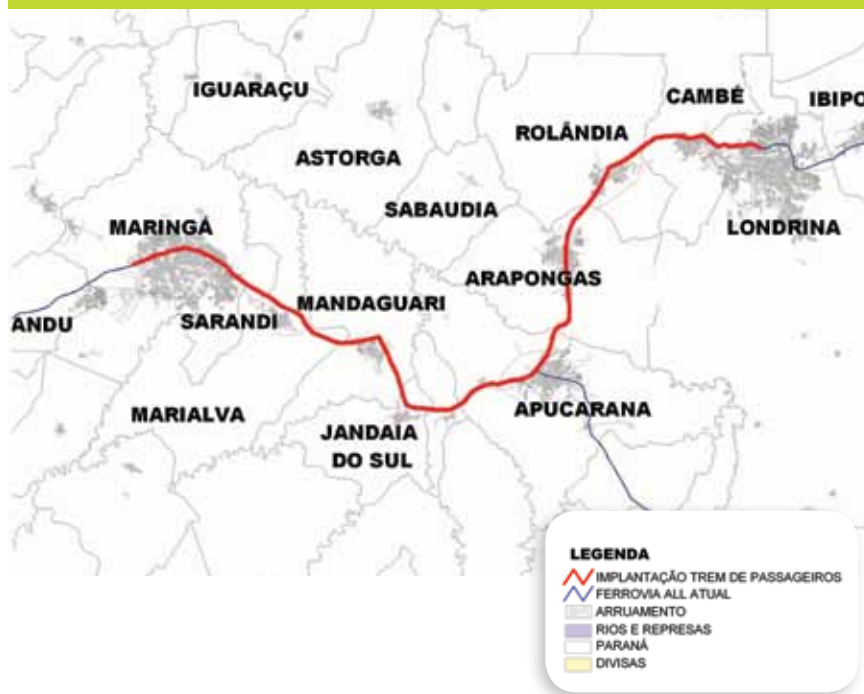 IGUARAÇU
CAMBÉ
IBIPO
ROLÂNDIA
ASTORGA
SABAUDIA
MARINGÁ
LONDRINA
ARAPONGAS
MANDAGUARI
ANDU
SARANDI
MARIALVA
APUCARANA
JANDAIA
DO SUL
LEGENDA
IMPLANTAÇÃO TREM DE PASSAGEIROS
FERROVIA ALL ATUAL
ARRUAMENTO
RIOS E REPRESAS
PARANÁ
DIVISAS